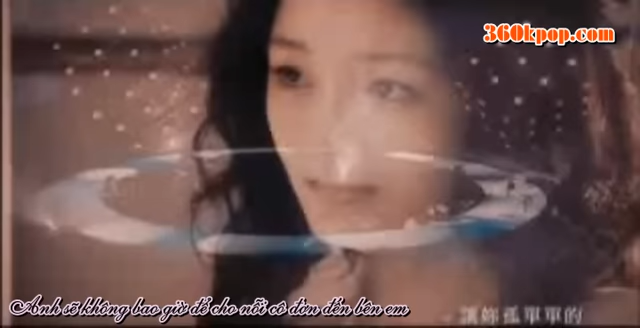 360kpop.com
Anh sẽ không bao giờ để cho nỗi cô đơn đến bên em
讓妳孤單單的